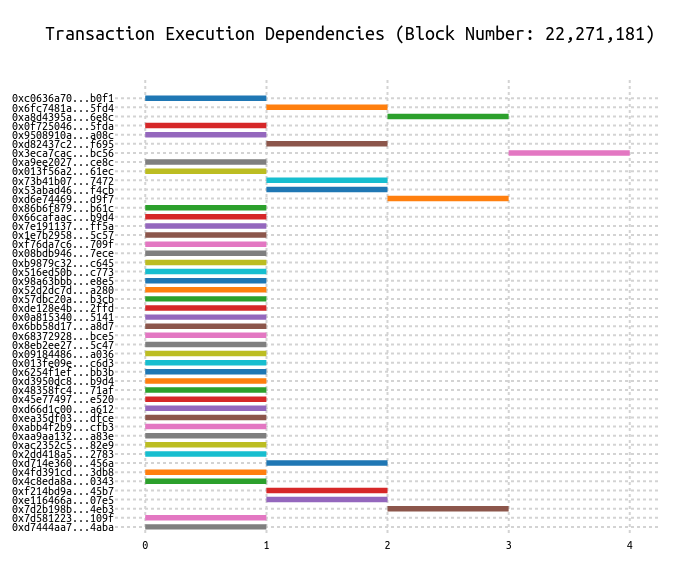 Transaction Execution Dependencies (Block Number: 22,271,181)
0xc0636a70...b0f1
0x6fc7481a...5fd4
0xa8d4395a...6e8c
0x0f725046...5fda
0x9508910a...a08c
0xd82437c2...f695
0x3eca7cac...bc56
0xa9ee2027...ce8c
0x013f56a2...61ec
0x73b41b07...7472
0x53abad46...f4cb
0xd6e74469...d9f7
0x86b6f879...b61c
0x66cafaac...b9d4
0x7e191137...ff5a
0x1e7b2958...5c57
0xf76da7c6...709f
0x08bdb946...7ece
0xb9879c32...c645
0x516ed50b...c773
0x98a63bbb...e8e5
0x52d2dc7d...a280
0x57dbc20a...b3cb
0xde128e4b...2ffd
0x0a815340...5141
0x6bb58d17...a8d7
0x68372928...bce5
0x8eb2ee27...5c47
0x09184486...a036
0x013fe09e...c6d3
0x6254f1ef...bb3b
0xd3950dc8...b9d4
0x48358fc4...71af
0x45e77497...e520
0xd66d1c00...a612
0xea35df03...dfce
0xabb4f2b9...cfb3
0xaa9aa132...a83e
0xac2352c5...82e9
0x2dd418a5...2783
0xd714e360...456a
0x4fd391cd...3db8
0x4c8eda8a...0343
0xf214bd9a...45b7
0xe116466a...07e5
0x7d2b198b...4eb3
0x7d581223...109f
0xd7444aa7...4aba
0 1 2 3 4